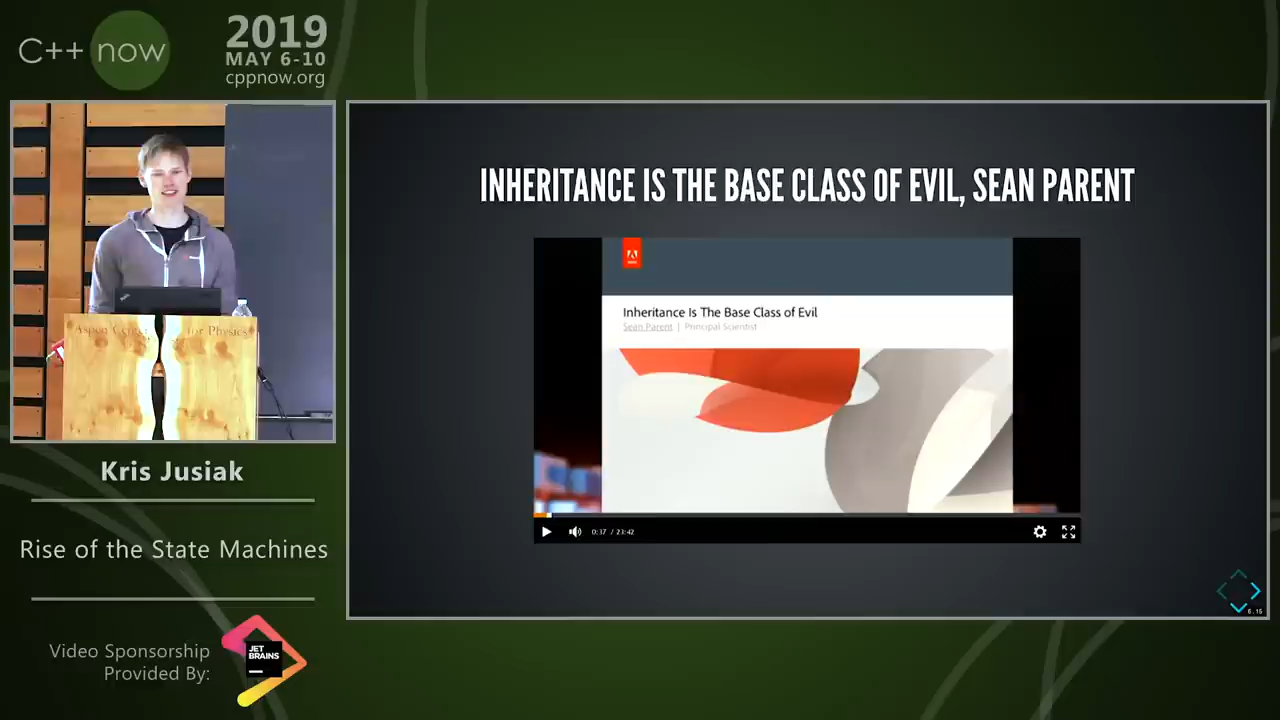 C++ now
2019
MAY 6-10
cppnow.org
INHERITANCE IS THE BASE CLASS OF EVIL, SEAN PARENT
Inheritance Is The Base Class of Evil
Sean Parent | Principal Scientist
0:37 / 23:42
6.15
Aspen Center for Physics
Kris Jusiak
Rise of the State Machines
Video Sponsorship
Provided By:
JET
BRAINS